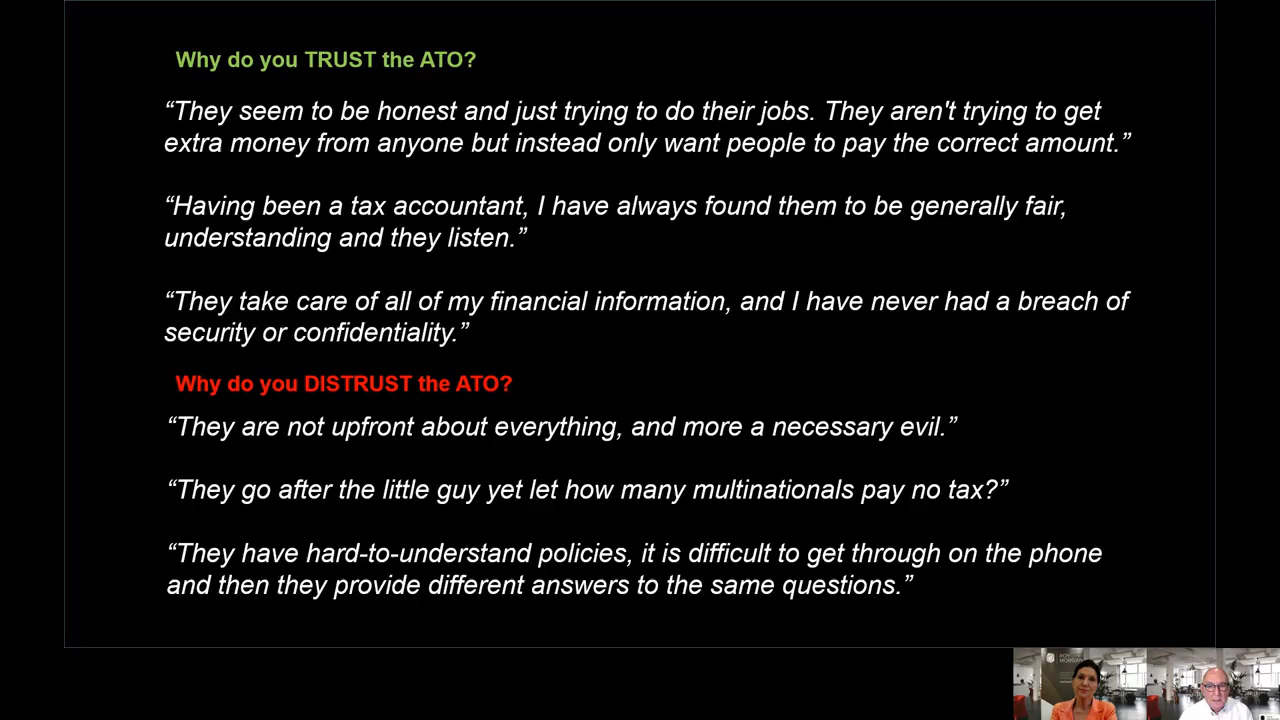 Why do you TRUST the ATO?
“They seem to be honest and just trying to do their jobs. They aren't trying to get
extra money from anyone but instead only want people to pay the correct amount.”
“Having been a tax accountant, I have always found them to be generally fair,
understanding and they listen.”
“They take care of all of my financial information, and I have never had a breach of
security or confidentiality.”
Why do you DISTRUST the ATO?
“They are not upfront about everything, and more a necessary evil.”
“They go after the little guy yet let how many multinationals pay no tax?”
“They have hard-to-understand policies, it is difficult to get through on the phone
and then they provide different answers to the same questions.”
ROY
MORGAN